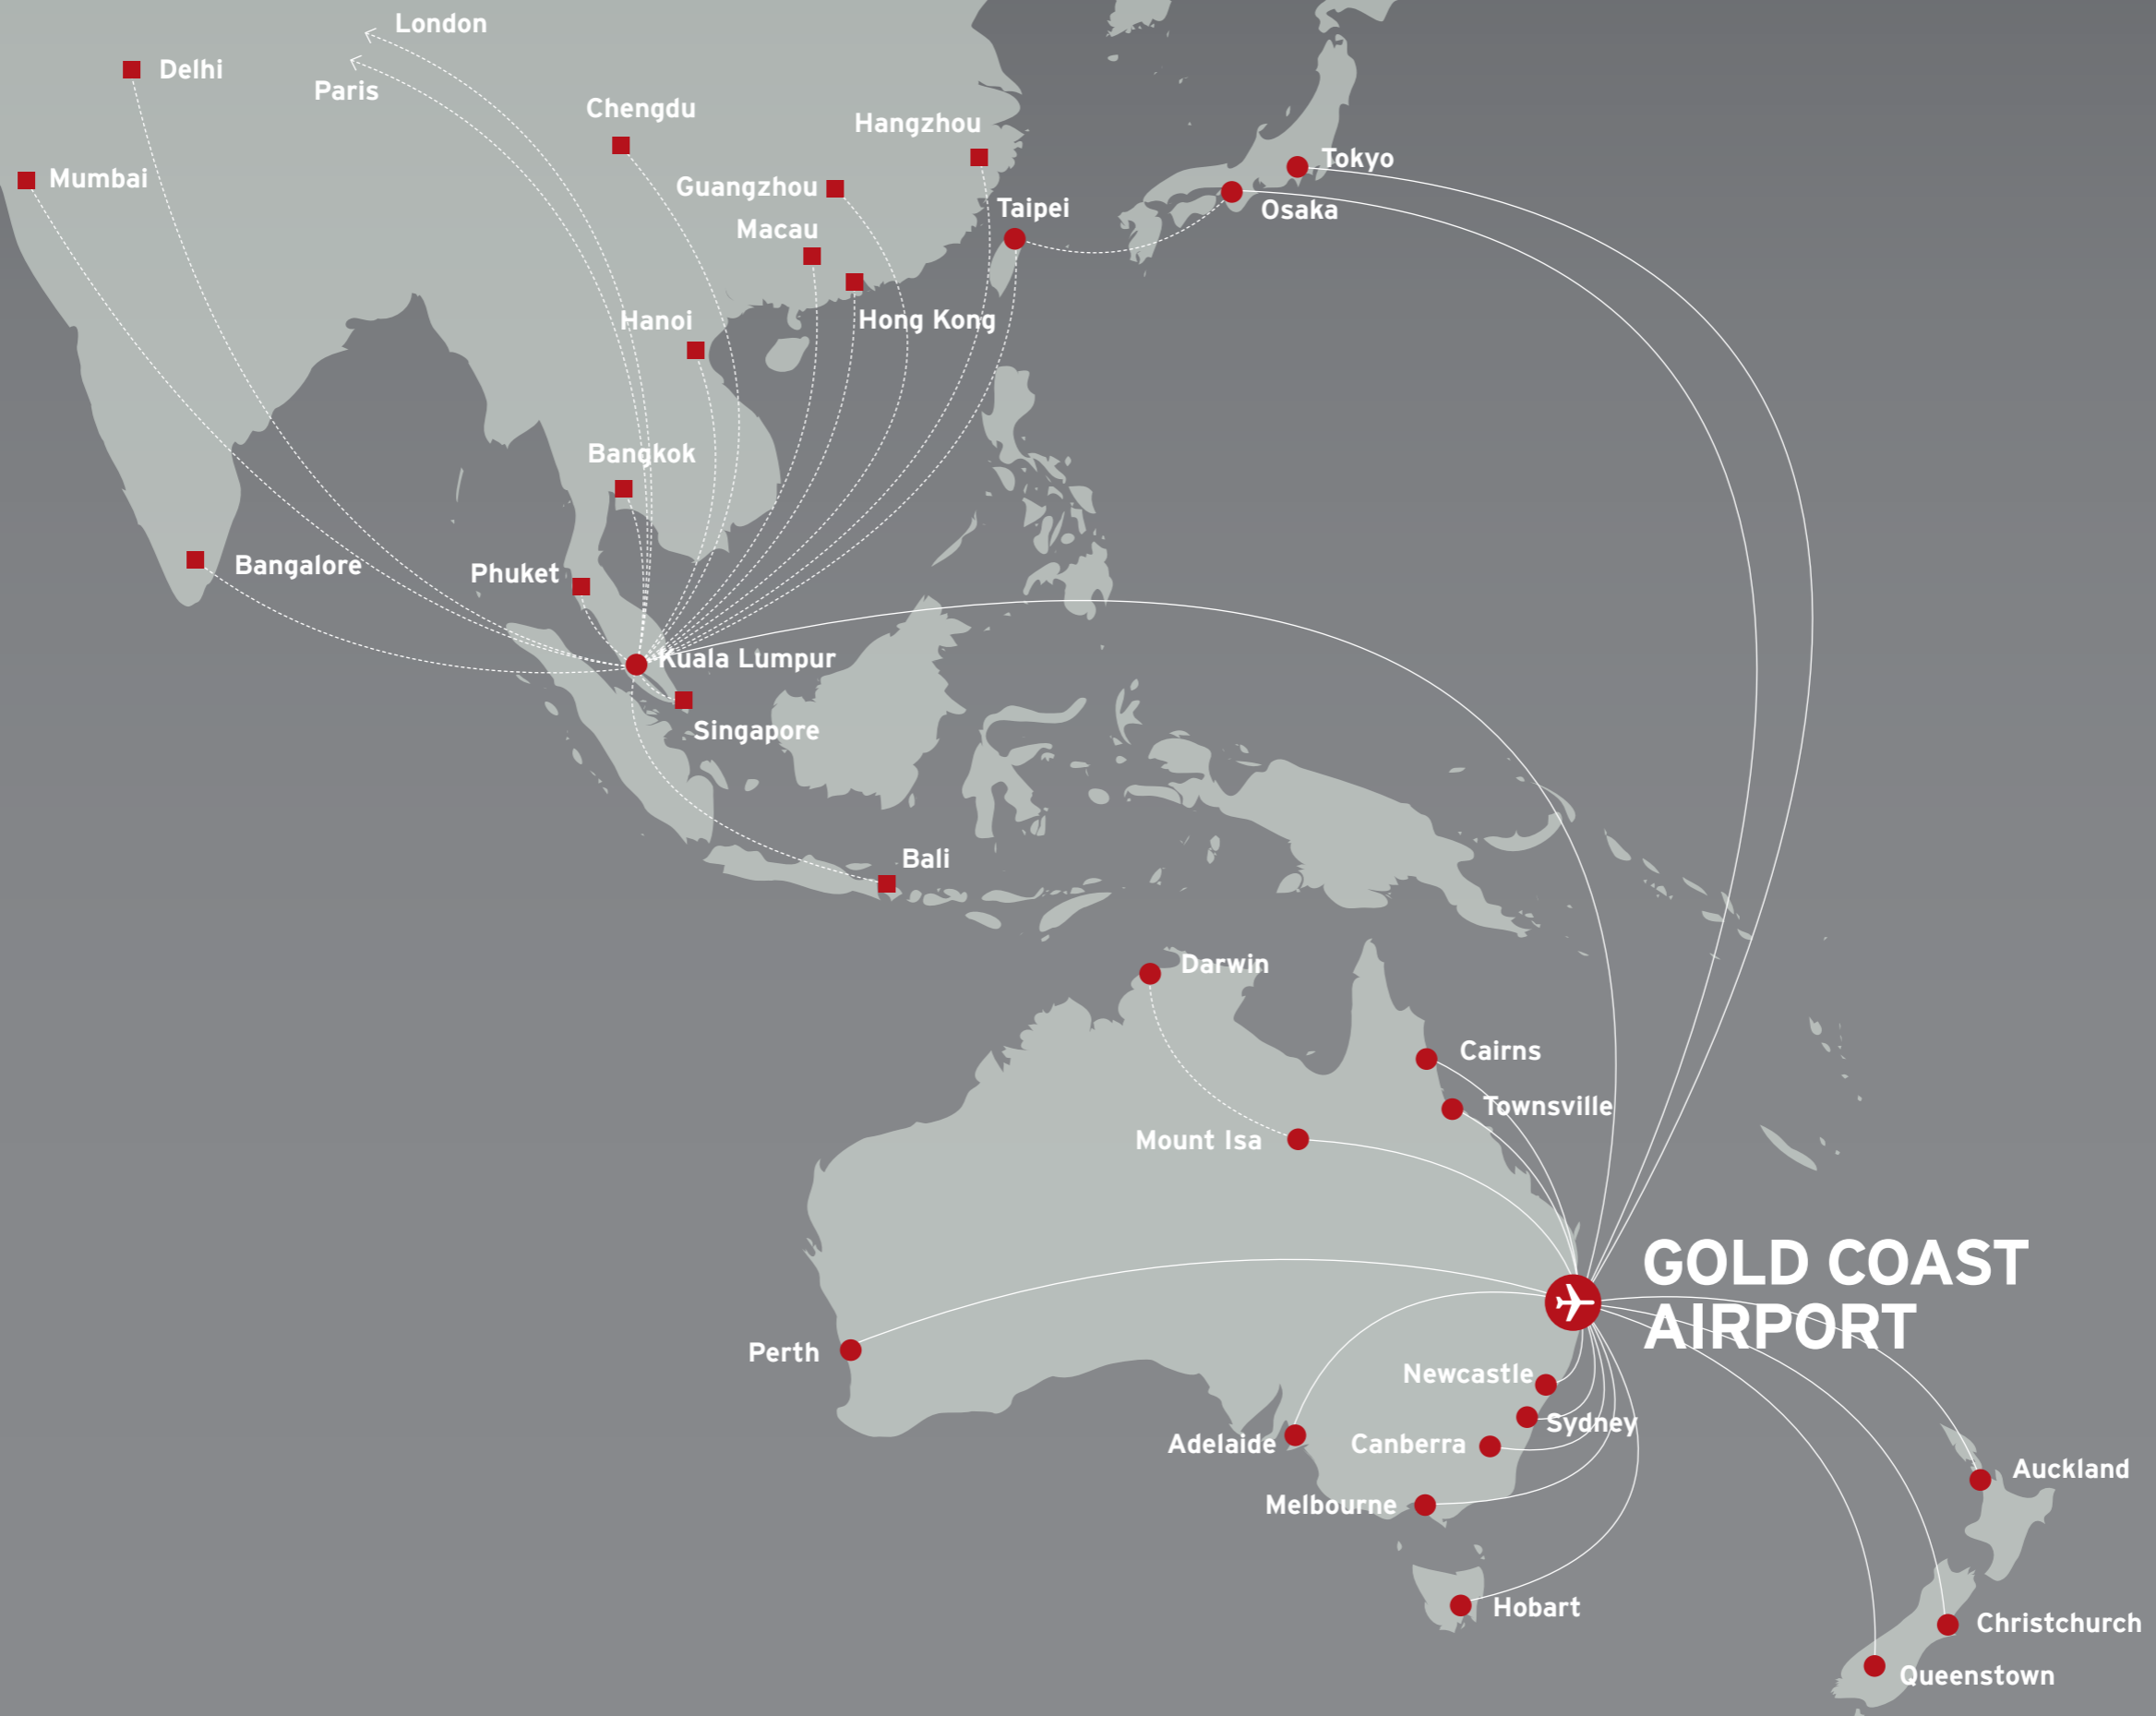 London
Delhi
Paris
Chengdu
Hangzhou
Tokyo
Mumbai
Guangzhou
Taipei
Osaka
Macau
Hanoi
Hong Kong
Bangkok
Bangalore
Phuket
Kuala Lumpur
Singapore
Bali
Darwin
Cairns
Townsville
Mount Isa
GOLD COAST
AIRPORT
Perth
Newcastle
Sydney
Adelaide
Canberra
Auckland
Melbourne
Hobart
Christchurch
Queenstown